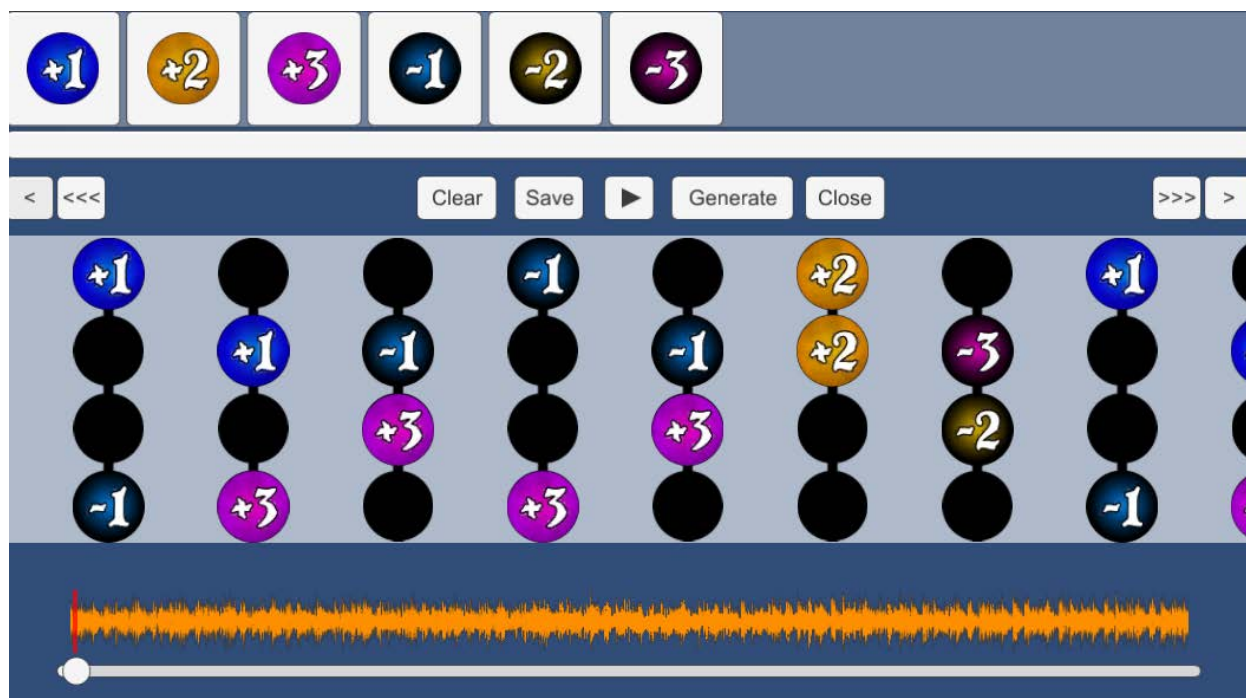 +1 +2 +3 -1 -2 -3
< <<< Clear Save Generate Close >>> >
+1 -1 +2 +1
+1 -1 -1 +2 -3
+3 +3 -2
-1 +3 +3 -1